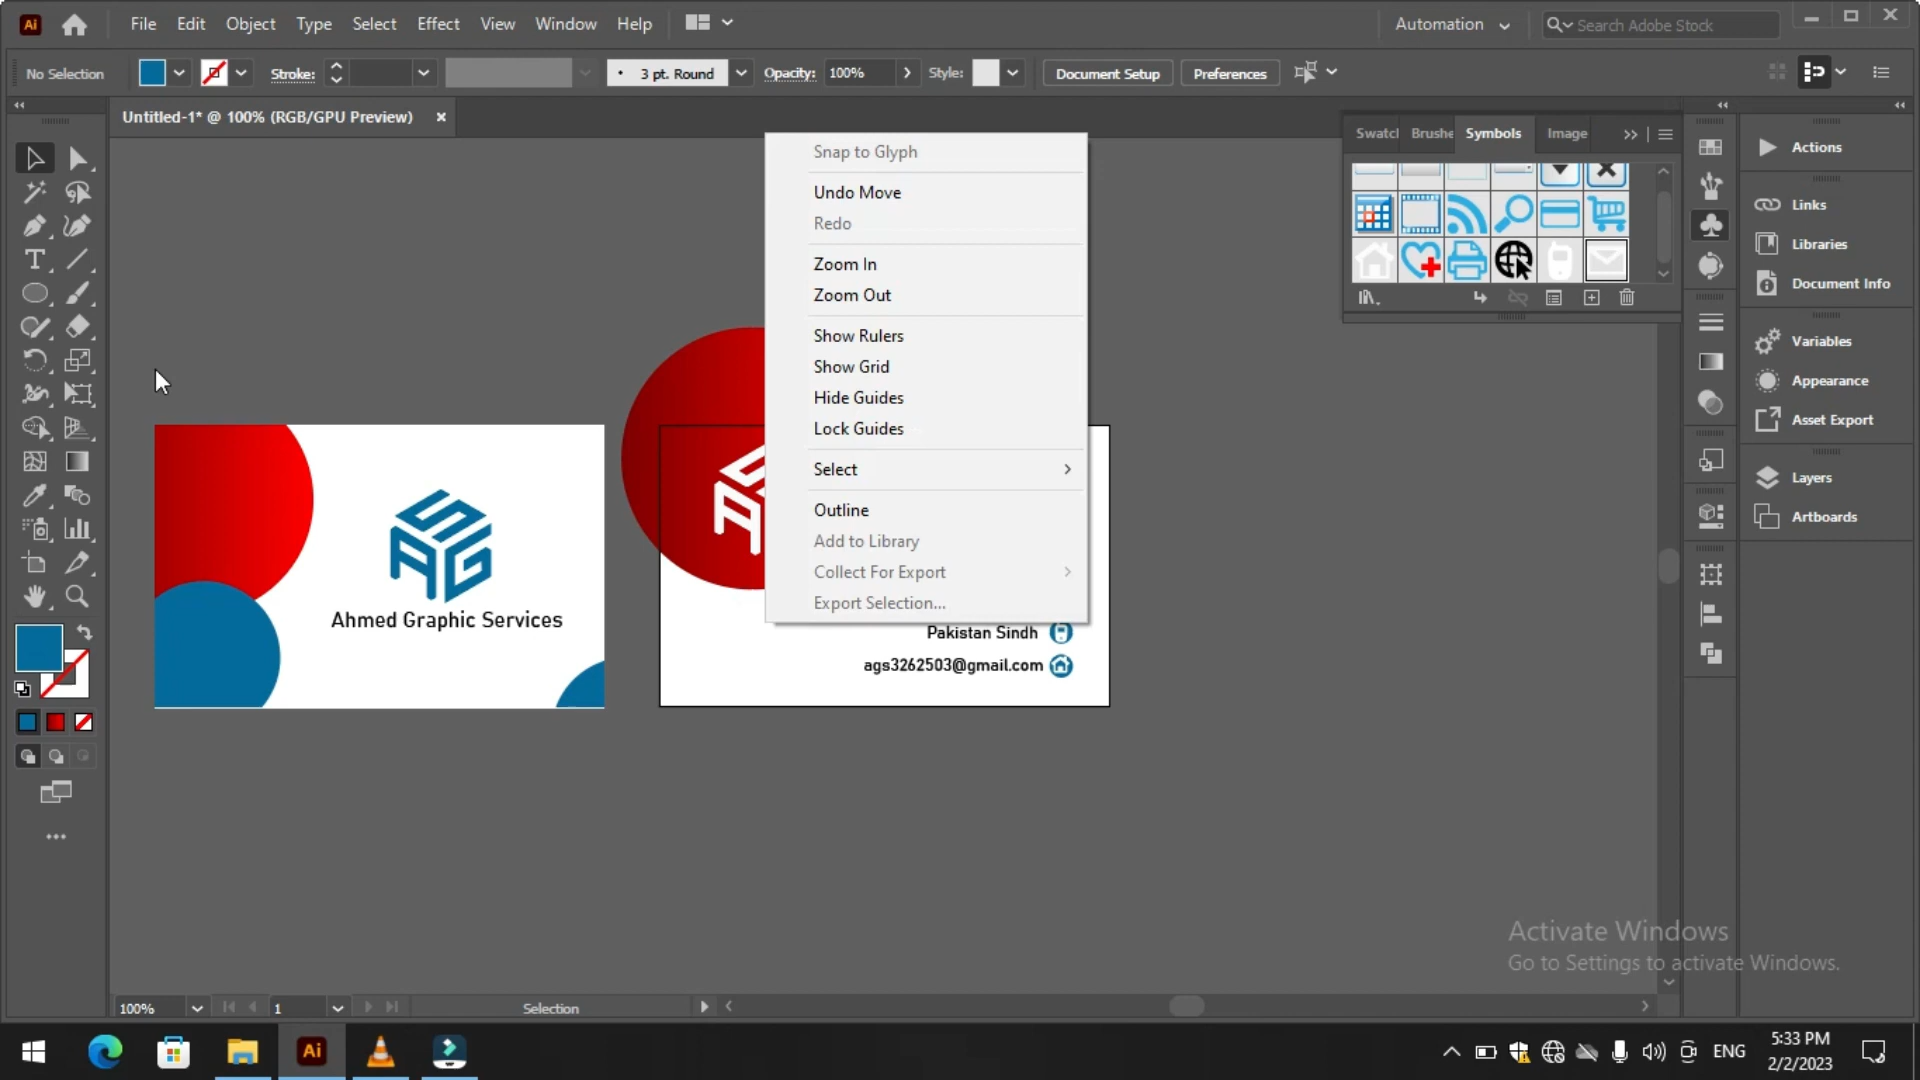 Ai File Edit Object Type Select Effect View Window Help Automation Search Adobe Stock
No Selection Stroke: 3 pt. Round Opacity: 100% Style: Document Setup Preferences
Untitled-1* @ 100% (RGB/GPU Preview)
Swatch Brushe Symbols Image
Actions
Links
Libraries
Document Info
Variables
Appearance
Asset Export
Layers
Artboards
Snap to Glyph
Undo Move
Redo
Zoom In
Zoom Out
Show Rulers
Show Grid
Hide Guides
Lock Guides
Select
Outline
Add to Library
Collect For Export
Export Selection...
SAG
Ahmed Graphic Services
Pakistan Sindh
ags3262503@gmail.com
Activate Windows
Go to Settings to activate Windows.
100% 1 Selection
Ai
ENG
5:33 PM
2/2/2023